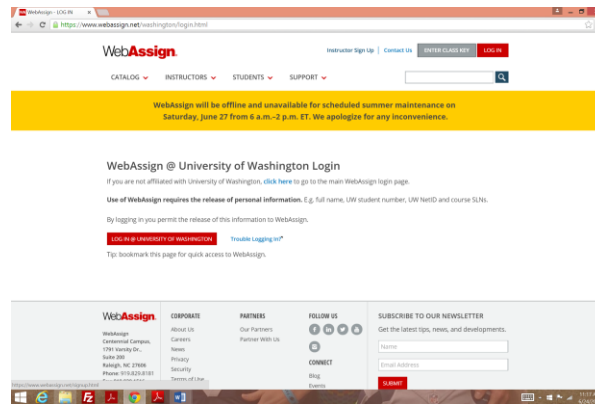 WebAssign - LOG IN
https://www.webassign.net/washington/login.html
WebAssign.
Instructor Sign Up | Contact Us ENTER CLASS KEY LOG IN
CATALOG INSTRUCTORS STUDENTS SUPPORT
WebAssign will be offline and unavailable for scheduled summer maintenance on
Saturday, June 27 from 6 a.m.–2 p.m. ET. We apologize for any inconvenience.
WebAssign @ University of Washington Login
If you are not affiliated with University of Washington, click here to go to the main WebAssign login page.
Use of WebAssign requires the release of personal information. E.g. full name, UW student number, UW NetID and course SLNs.
By logging in you permit the release of this information to WebAssign.
LOG IN @ UNIVERSITY OF WASHINGTON Trouble Logging In?
Tip: bookmark this page for quick access to WebAssign.
WebAssign.
WebAssign
Centennial Campus,
1791 Varsity Dr.,
Suite 200
Raleigh, NC 27606
Phone: 919.829.8181
CORPORATE
About Us
Careers
News
Privacy
Security
Terms of Use
PARTNERS
Our Partners
Partner With Us
FOLLOW US
CONNECT
Blog
Events
SUBSCRIBE TO OUR NEWSLETTER
Get the latest tips, news, and developments.
Name
Email Address
SUBMIT